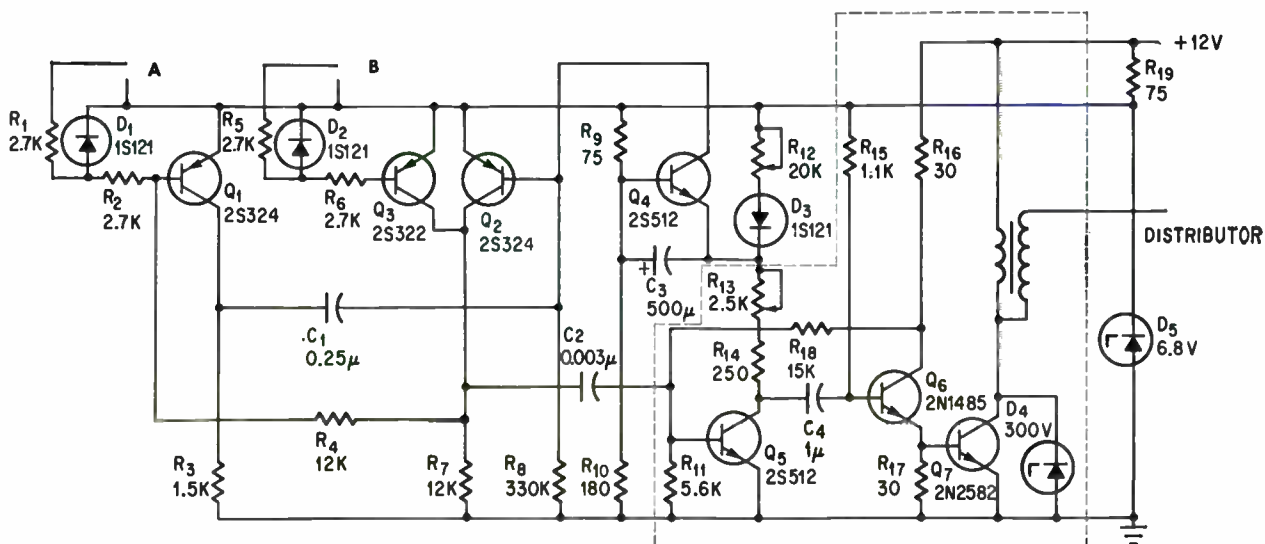 A
B
+12V
R1
2.7K
D1
1S121
R2
2.7K
Q1
2S324
R5
2.7K
D2
1S121
R6
2.7K
Q3
2S322
Q2
2S324
R9
75
Q4
2S512
R12
20K
D3
1S121
R15
1.1K
R16
30
R19
75
DISTRIBUTOR
C1
0.25μ
C2
0.003μ
+
C3
500μ
R13
2.5K
R14
250
R18
15K
C4
1μ
Q6
2N1485
D4
300V
D5
6.8V
R4
12K
R3
1.5K
R7
12K
R8
330K
R10
180
R11
5.6K
Q5
2S512
R17
30
Q7
2N2582